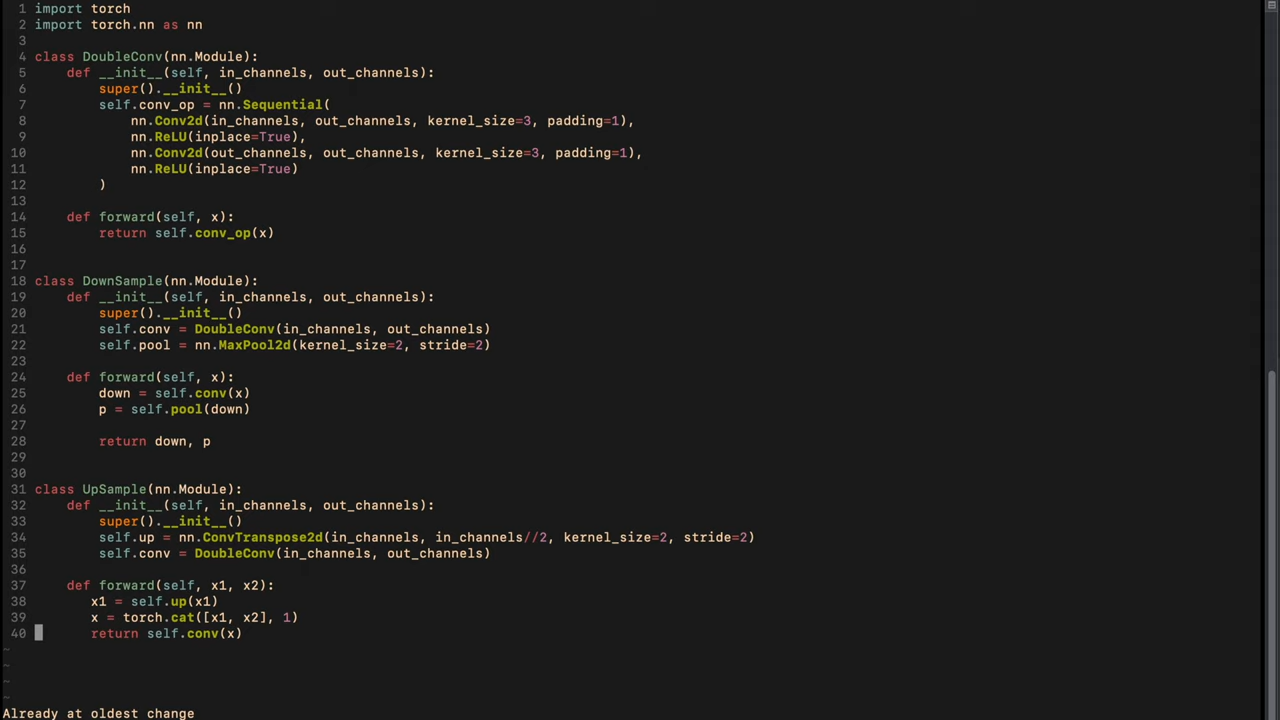 1 import torch
2 import torch.nn as nn
3
4 class DoubleConv(nn.Module):
5     def __init__(self, in_channels, out_channels):
6         super().__init__()
7         self.conv_op = nn.Sequential(
8             nn.Conv2d(in_channels, out_channels, kernel_size=3, padding=1),
9             nn.ReLU(inplace=True),
10             nn.Conv2d(out_channels, out_channels, kernel_size=3, padding=1),
11             nn.ReLU(inplace=True)
12         )
13
14     def forward(self, x):
15         return self.conv_op(x)
16
17
18 class DownSample(nn.Module):
19     def __init__(self, in_channels, out_channels):
20         super().__init__()
21         self.conv = DoubleConv(in_channels, out_channels)
22         self.pool = nn.MaxPool2d(kernel_size=2, stride=2)
23
24     def forward(self, x):
25         down = self.conv(x)
26         p = self.pool(down)
27
28         return down, p
29
30
31 class UpSample(nn.Module):
32     def __init__(self, in_channels, out_channels):
33         super().__init__()
34         self.up = nn.ConvTranspose2d(in_channels, in_channels//2, kernel_size=2, stride=2)
35         self.conv = DoubleConv(in_channels, out_channels)
36
37     def forward(self, x1, x2):
38        x1 = self.up(x1)
39        x = torch.cat([x1, x2], 1)
40        return self.conv(x)
~
~
~
~
Already at oldest change